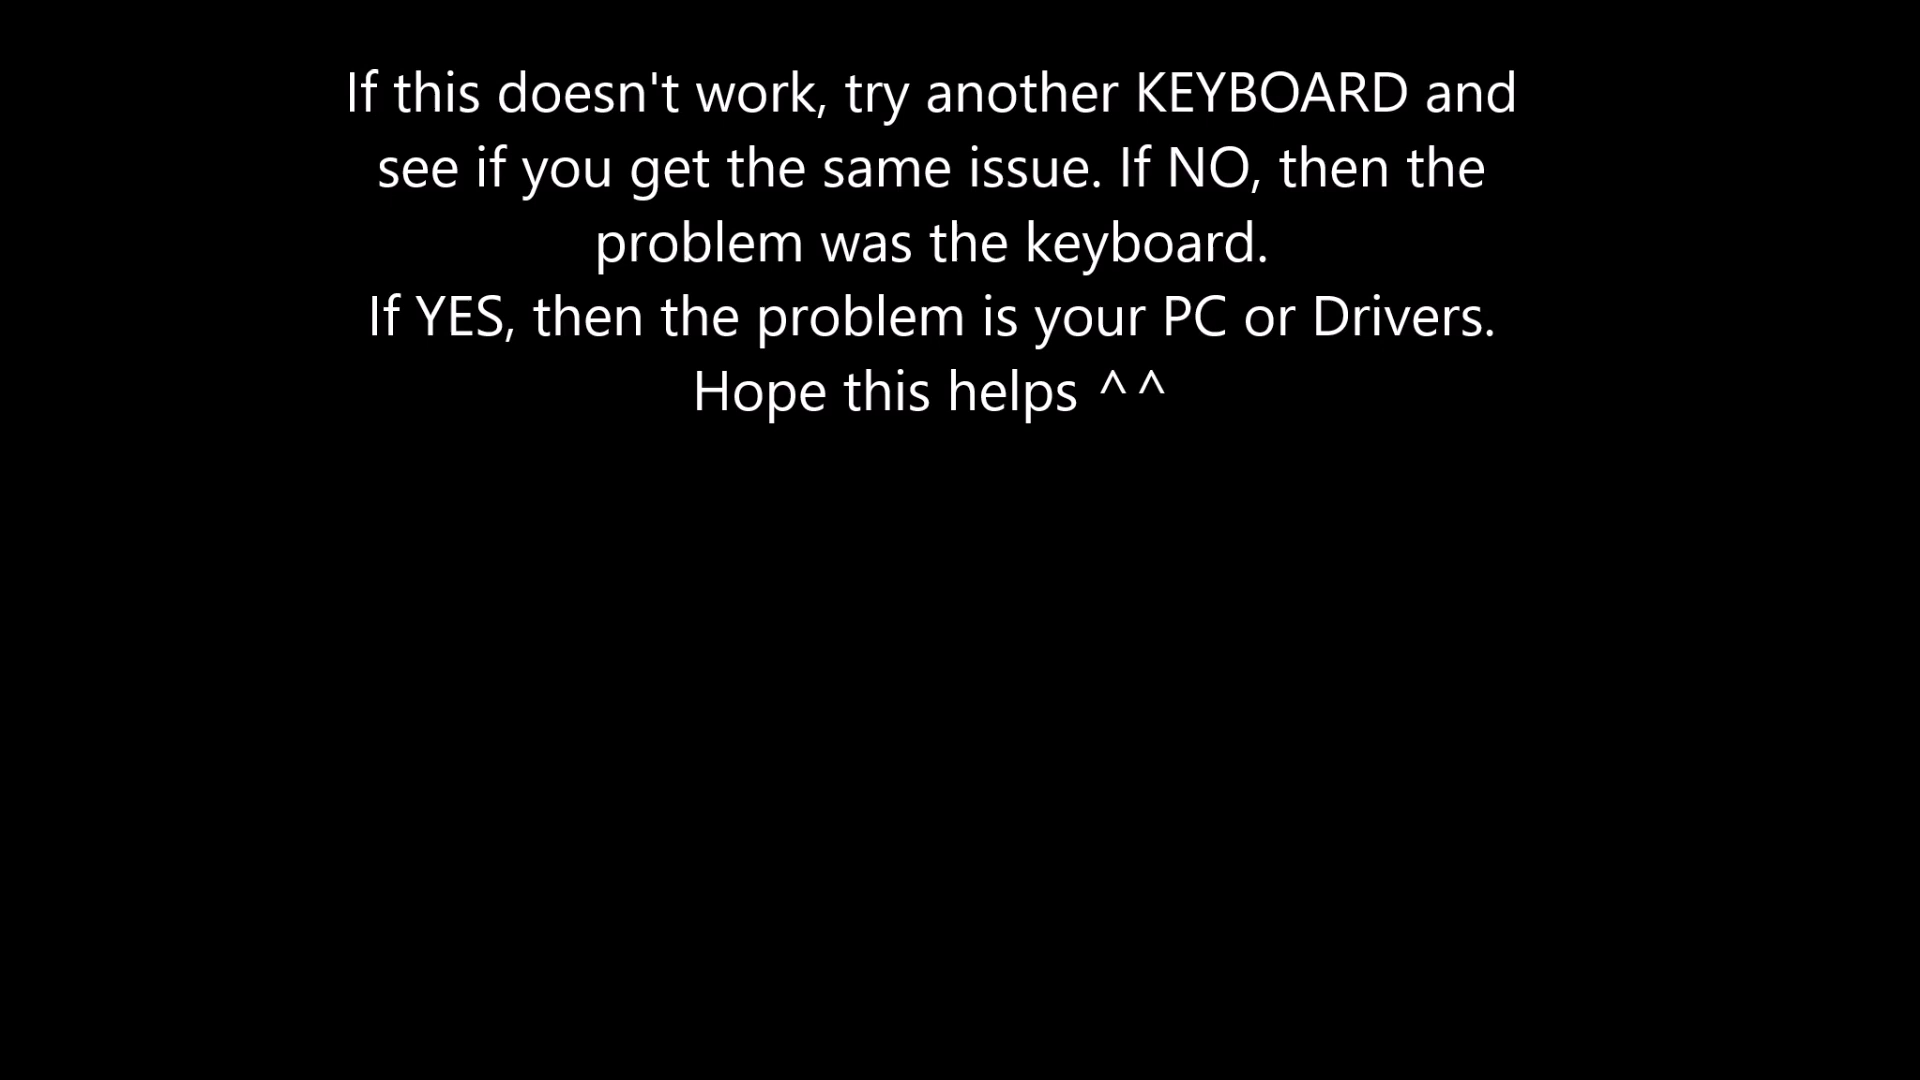 If this doesn't work, try another KEYBOARD and
see if you get the same issue. If NO, then the
problem was the keyboard.
If YES, then the problem is your PC or Drivers.
Hope this helps ^^